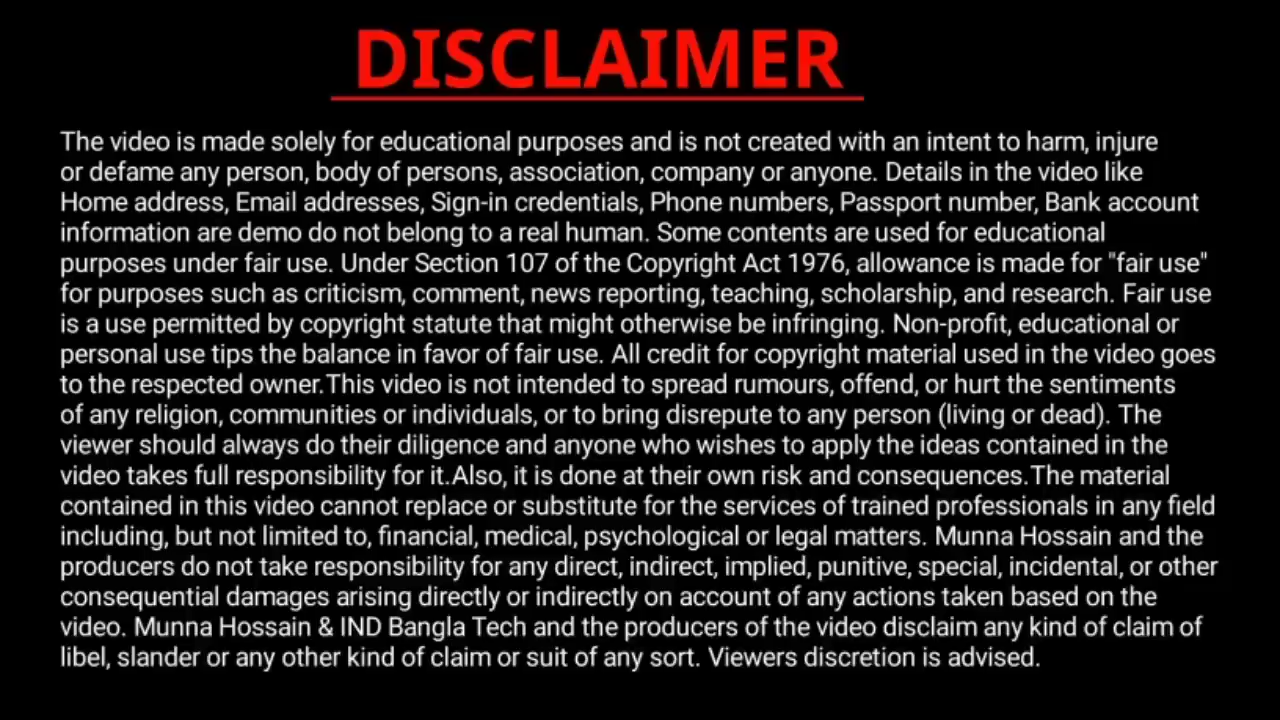 DISCLAIMER
The video is made solely for educational purposes and is not created with an intent to harm, injure
or defame any person, body of persons, association, company or anyone. Details in the video like
Home address, Email addresses, Sign-in credentials, Phone numbers, Passport number, Bank account
information are demo do not belong to a real human. Some contents are used for educational
purposes under fair use. Under Section 107 of the Copyright Act 1976, allowance is made for "fair use"
for purposes such as criticism, comment, news reporting, teaching, scholarship, and research. Fair use
is a use permitted by copyright statute that might otherwise be infringing. Non-profit, educational or
personal use tips the balance in favor of fair use. All credit for copyright material used in the video goes
to the respected owner.This video is not intended to spread rumours, offend, or hurt the sentiments
of any religion, communities or individuals, or to bring disrepute to any person (living or dead). The
viewer should always do their diligence and anyone who wishes to apply the ideas contained in the
video takes full responsibility for it.Also, it is done at their own risk and consequences.The material
contained in this video cannot replace or substitute for the services of trained professionals in any field
including, but not limited to, financial, medical, psychological or legal matters. Munna Hossain and the
producers do not take responsibility for any direct, indirect, implied, punitive, special, incidental, or other
consequential damages arising directly or indirectly on account of any actions taken based on the
video. Munna Hossain & IND Bangla Tech and the producers of the video disclaim any kind of claim of
libel, slander or any other kind of claim or suit of any sort. Viewers discretion is advised.